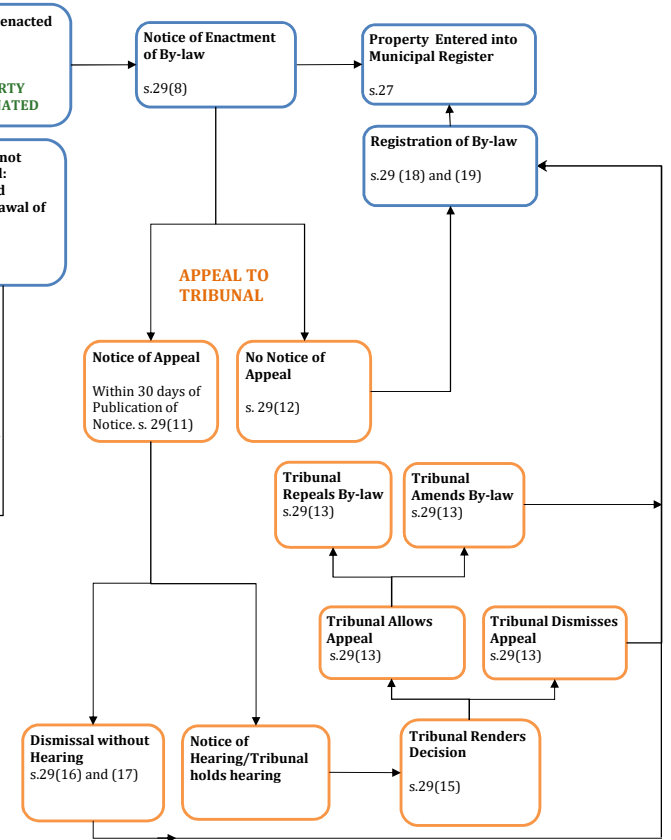 enacted
Notice of Enactment
of By-law
s.29(8)
Property Entered into
Municipal Register
s.27
Registration of By-law
s.29 (18) and (19)
not
of
APPEAL TO
TRIBUNAL
Notice of Appeal
Within 30 days of
Publication of
Notice. s. 29(11)
No Notice of
Appeal
s. 29(12)
Tribunal
Repeals By-law
s.29(13)
Tribunal
Amends By-law
s.29(13)
Tribunal Allows
Appeal
s.29(13)
Tribunal Dismisses
Appeal
s.29(13)
Dismissal without
Hearing
s.29(16) and (17)
Notice of
Hearing/Tribunal
holds hearing
Tribunal Renders
Decision
s.29(15)